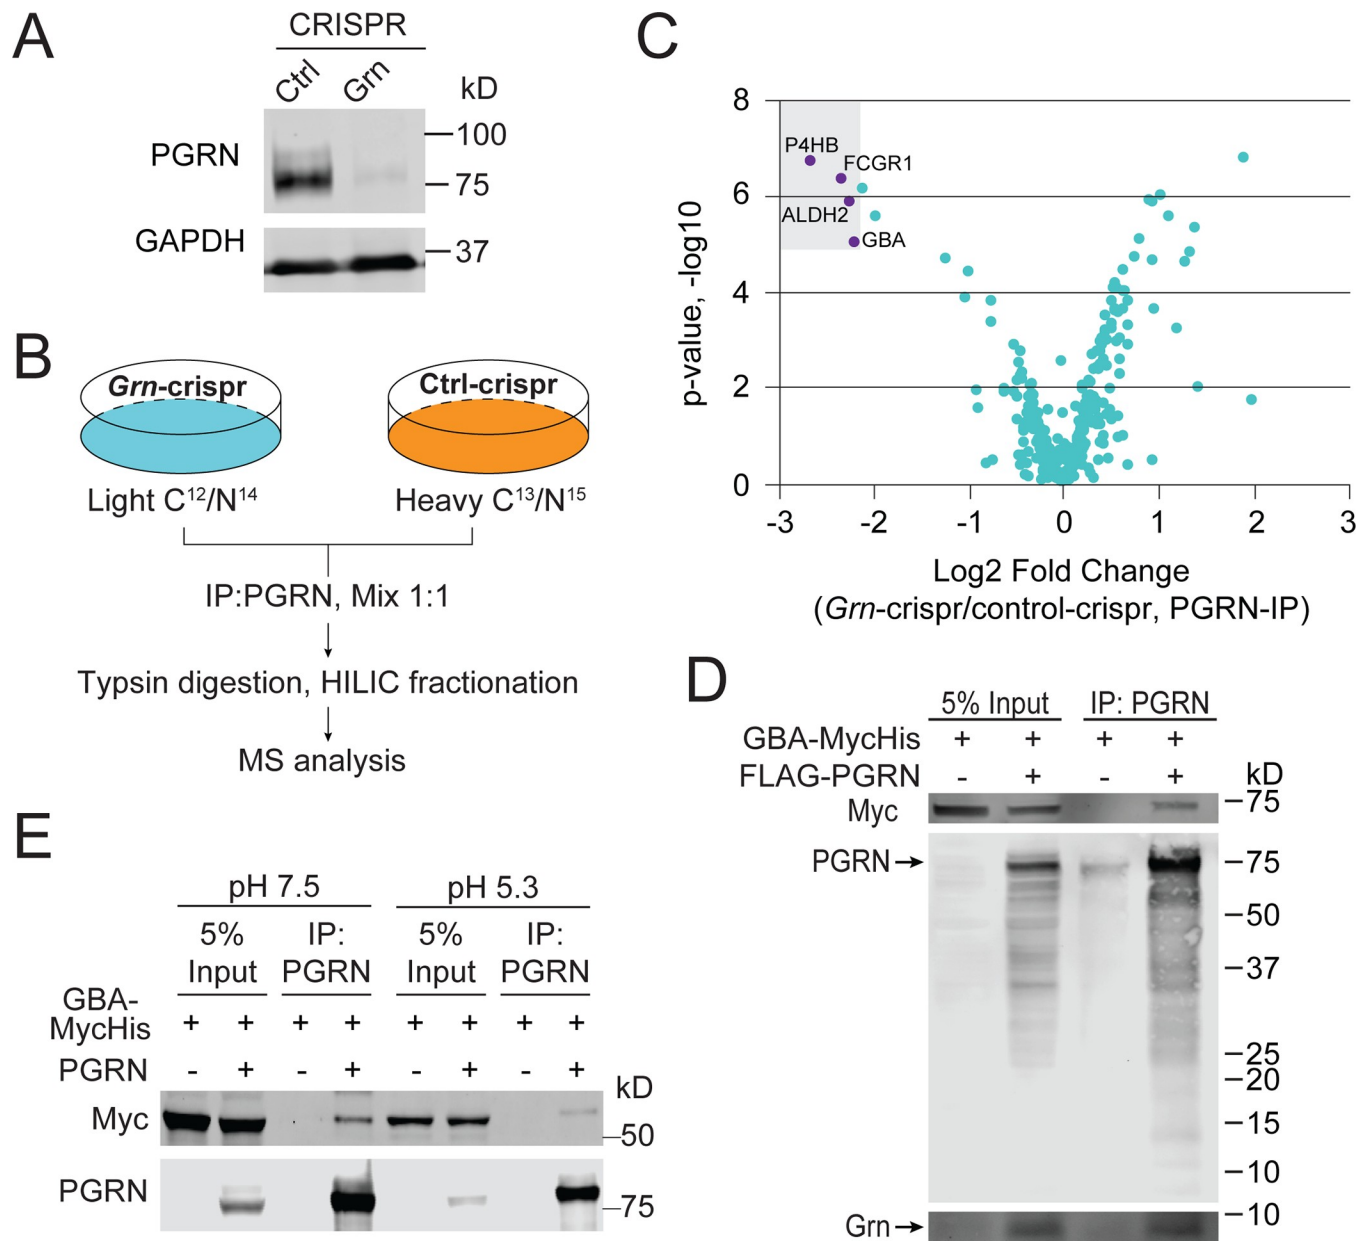 A
CRISPR
Ctrl Grn
kD
PGRN
100
75
GAPDH
37
B
Grn-crispr
Ctrl-crispr
Light C¹²/N¹⁴
Heavy C¹³/N¹⁵
IP:PGRN, Mix 1:1
Typsin digestion, HILIC fractionation
MS analysis
C
p-value, -log10
8
6
4
2
0
P4HB
FCGR1
ALDH2
GBA
-3 -2 -1 0 1 2 3
Log2 Fold Change
(Grn-crispr/control-crispr, PGRN-IP)
D
5% Input IP: PGRN
GBA-MycHis + + + +
FLAG-PGRN - + - +
kD
Myc
75
PGRN
75
50
37
25
20
15
10
10
Grn
E
pH 7.5 pH 5.3
5% IP: 5% IP:
Input PGRN Input PGRN
GBA-
MycHis + + + + + + + +
PGRN - + - + - + - +
kD
Myc
50
PGRN
75